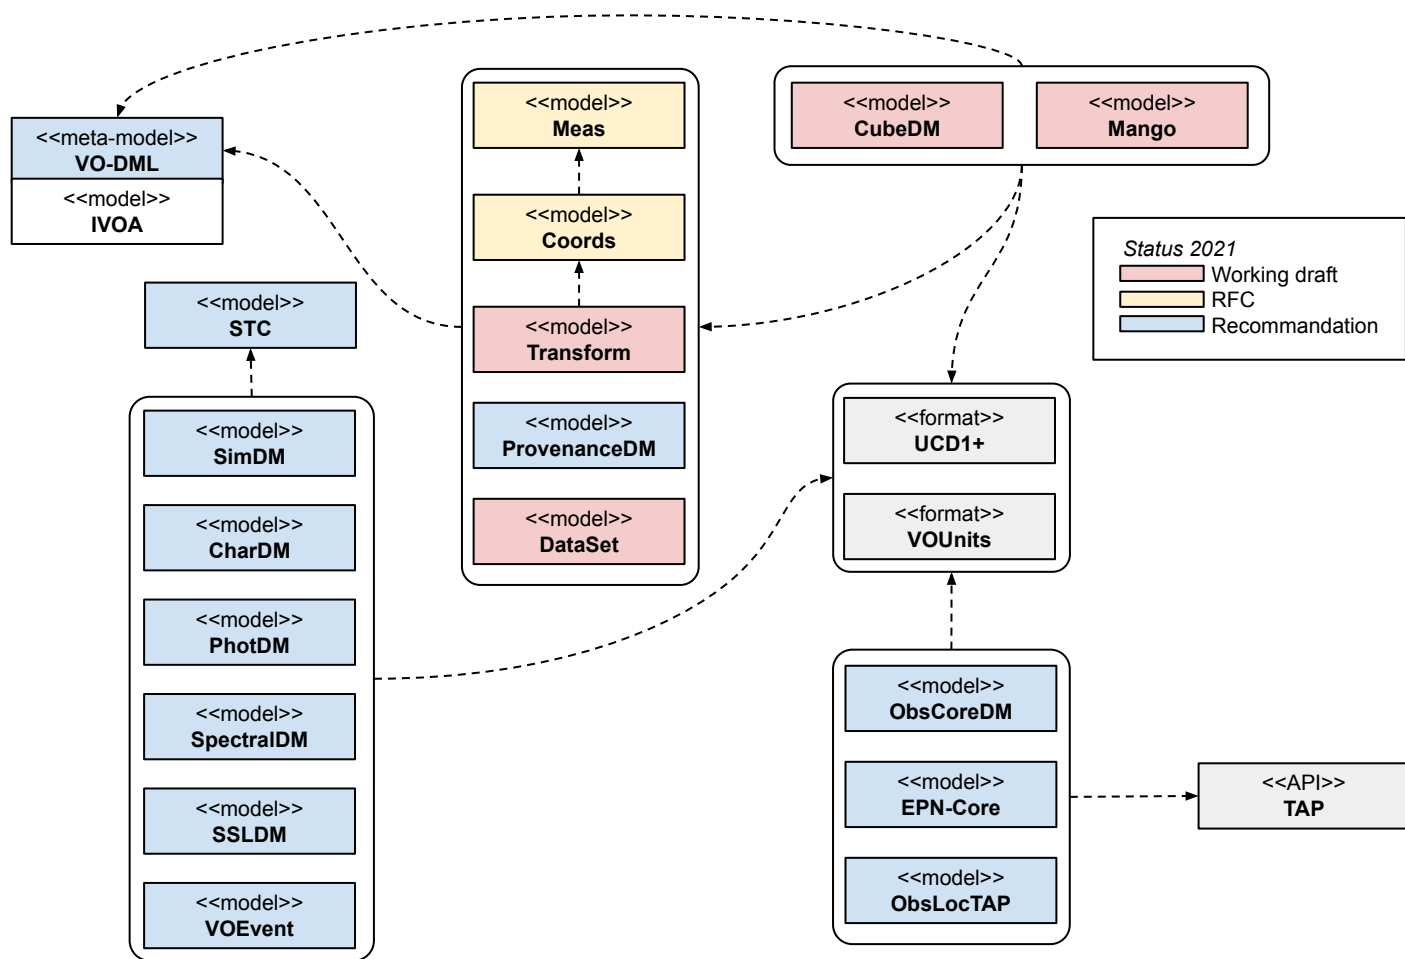 <<meta-model>>
VO-DML
<<model>>
IVOA
<<model>>
STC
<<model>>
SimDM
<<model>>
CharDM
<<model>>
PhotDM
<<model>>
SpectralDM
<<model>>
SSLDM
<<model>>
VOEvent
<<model>>
Meas
<<model>>
Coords
<<model>>
Transform
<<model>>
ProvenanceDM
<<model>>
DataSet
<<model>>
CubeDM
<<model>>
Mango
Status 2021
Working draft
RFC
Recommandation
<<format>>
UCD1+
<<format>>
VOUnits
<<model>>
ObsCoreDM
<<model>>
EPN-Core
<<model>>
ObsLocTAP
<<API>>
TAP